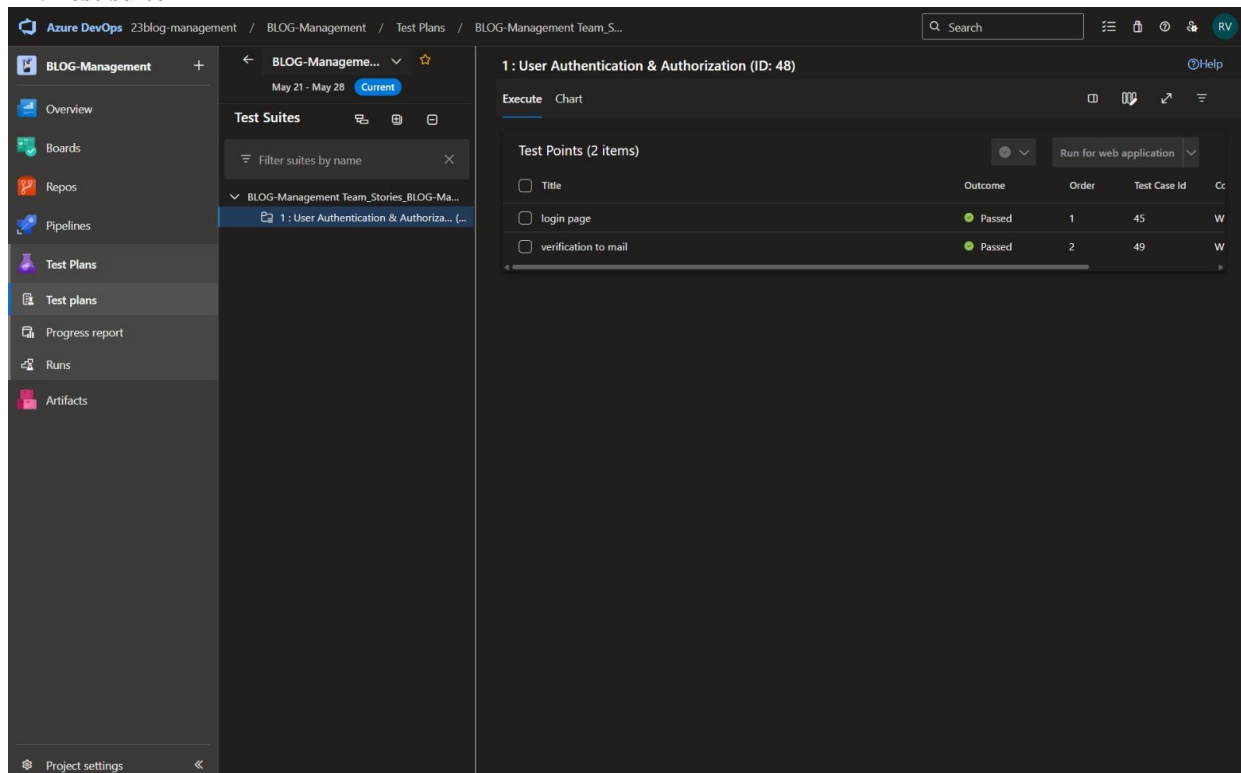 Azure DevOps 23blog-management / BLOG-Management / Test Plans / BLOG-Management Team_S... Search RV
BLOG-Management +
Overview
Boards
Repos
Pipelines
Test Plans
Test plans
Progress report
Runs
Artifacts
Project settings
BLOG-Manageme...
May 21 - May 28 Current
Test Suites
Filter suites by name
BLOG-Management Team_Stories_BLOG-Ma...
1 : User Authentication & Authoriza... (...
1 : User Authentication & Authorization (ID: 48) Help
Execute Chart
Test Points (2 items) Run for web application
Title Outcome Order Test Case Id Cc
login page Passed 1 45 W
verification to mail Passed 2 49 W